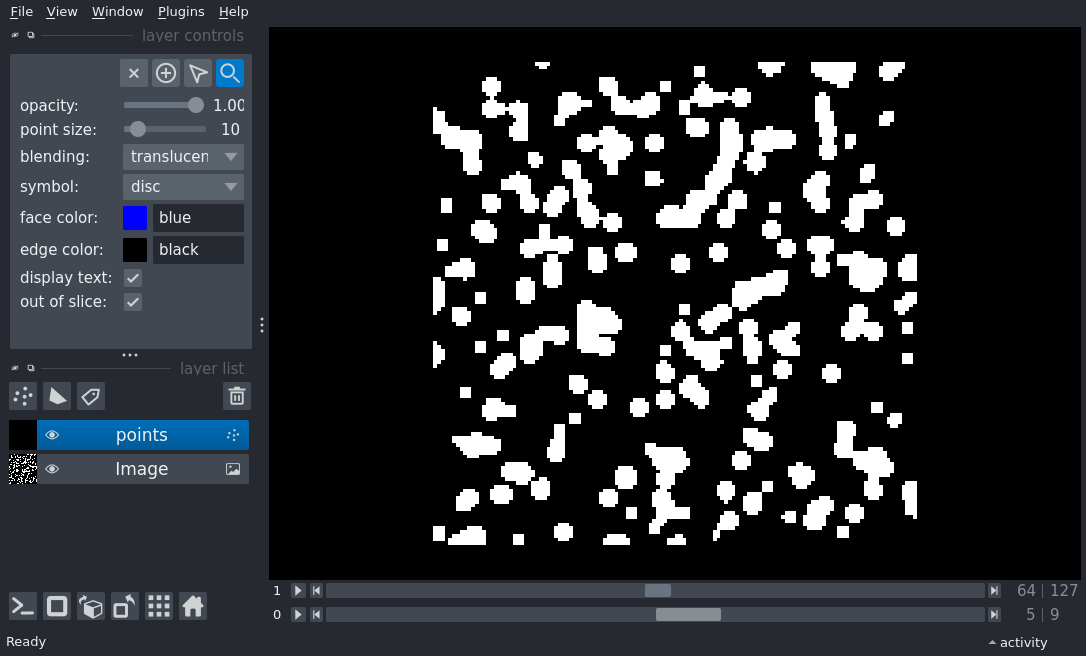 File View Window Plugins Help
layer controls
opacity: 1.00
point size: 10
blending: translucen
symbol: disc
face color: blue
edge color: black
display text:
out of slice:
layer list
points
Image
1 64 127
0 5 9
Ready activity